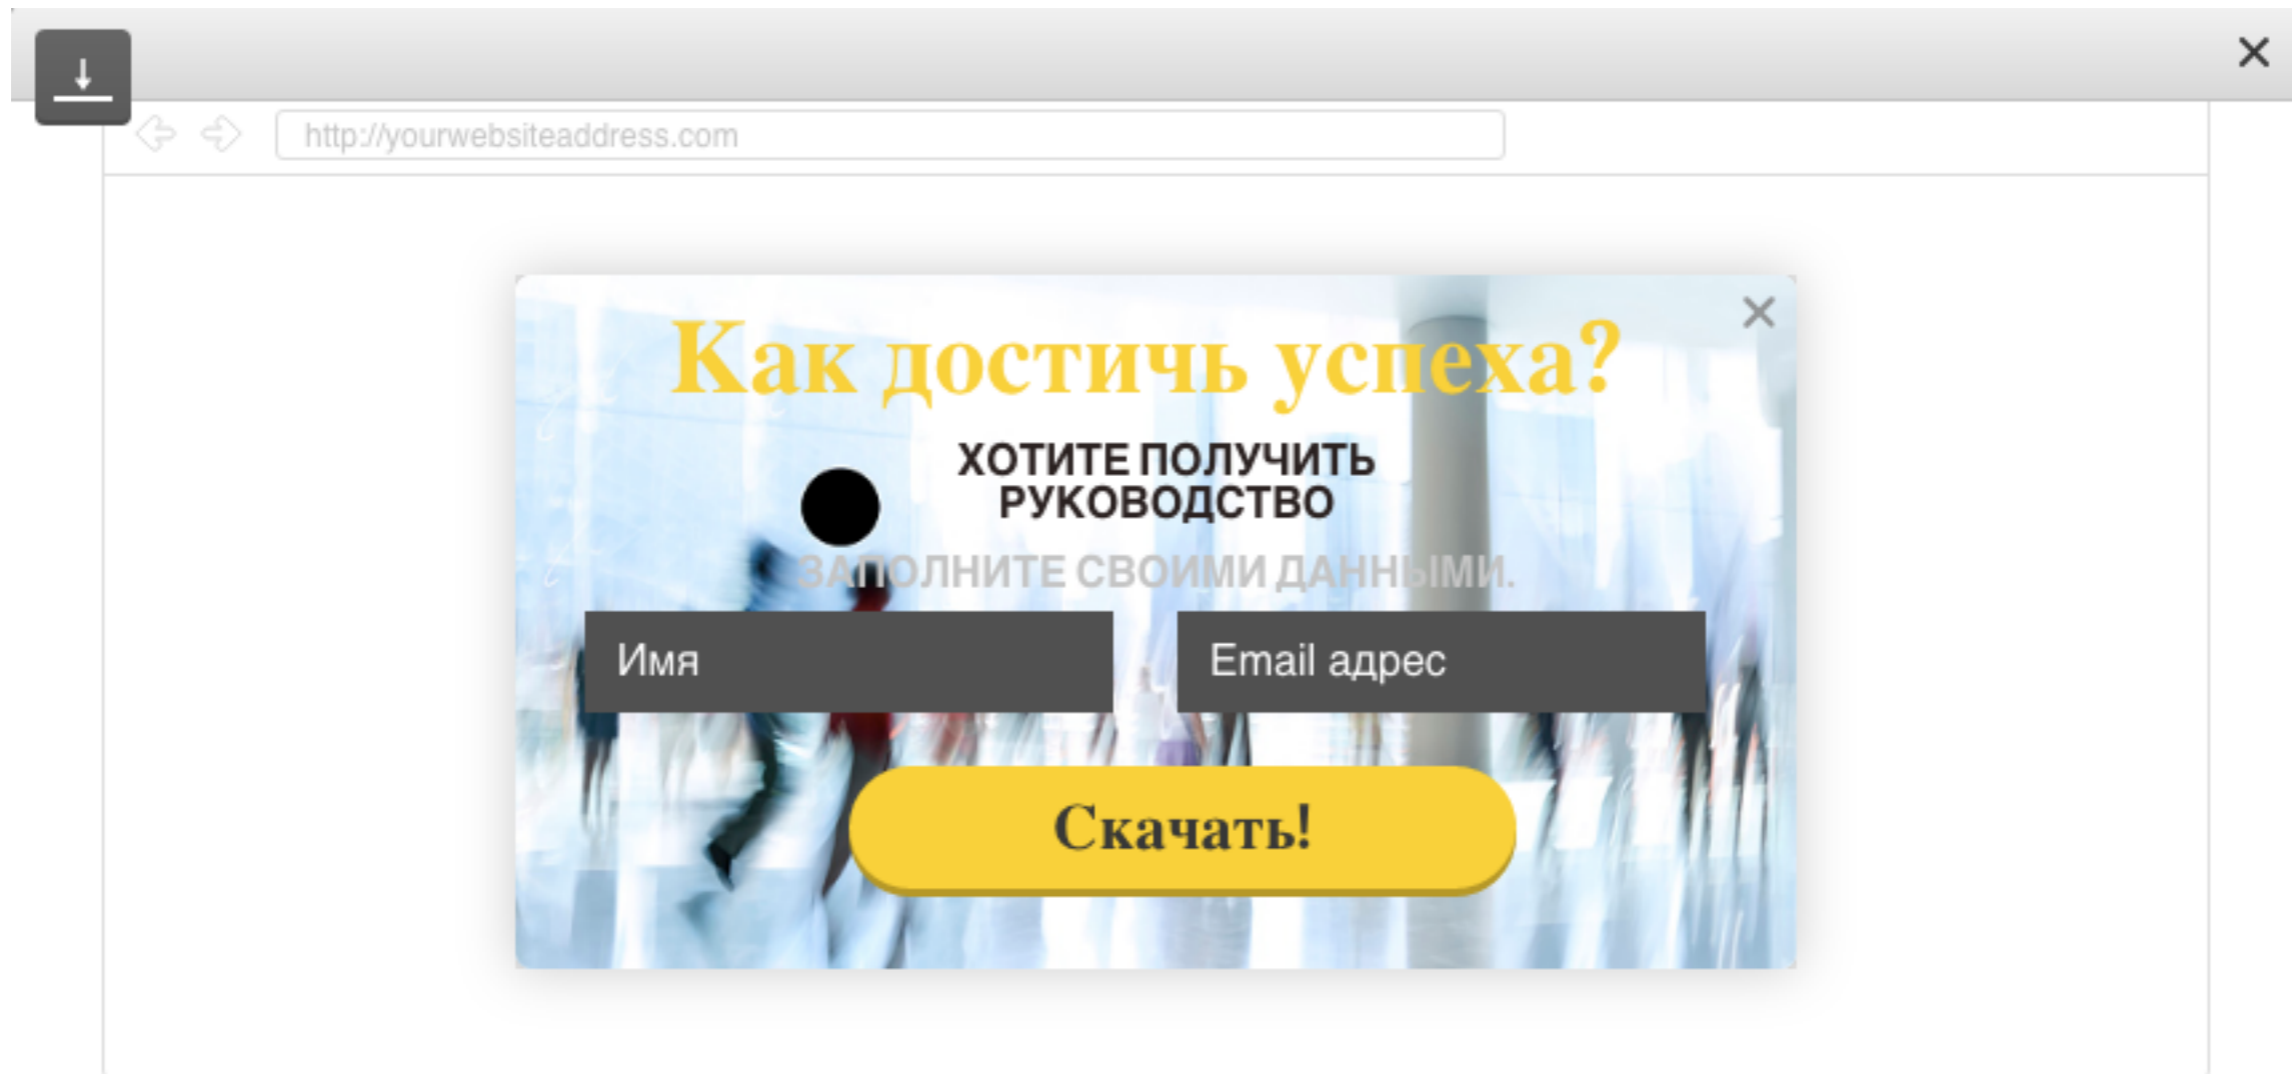 http://yourwebsiteaddress.com
Как достичь успеха?
ХОТИТЕ ПОЛУЧИТЬ
РУКОВОДСТВО
ЗАПОЛНИТЕ СВОИМИ ДАННЫМИ.
Имя
Email адрес
Скачать!